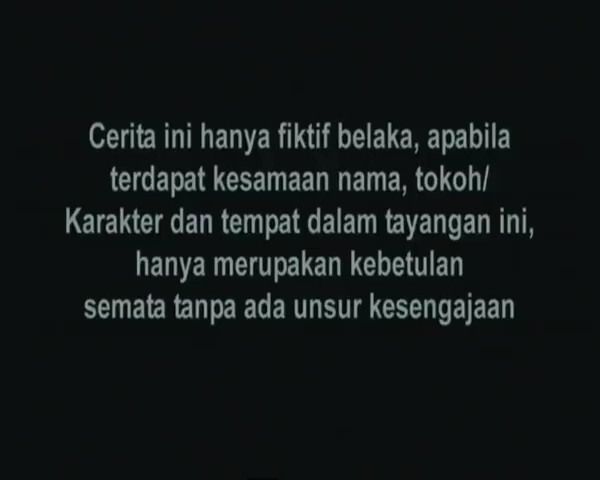 Cerita ini hanya fiktif belaka, apabila
terdapat kesamaan nama, tokoh/
Karakter dan tempat dalam tayangan ini,
hanya merupakan kebetulan
semata tanpa ada unsur kesengajaan